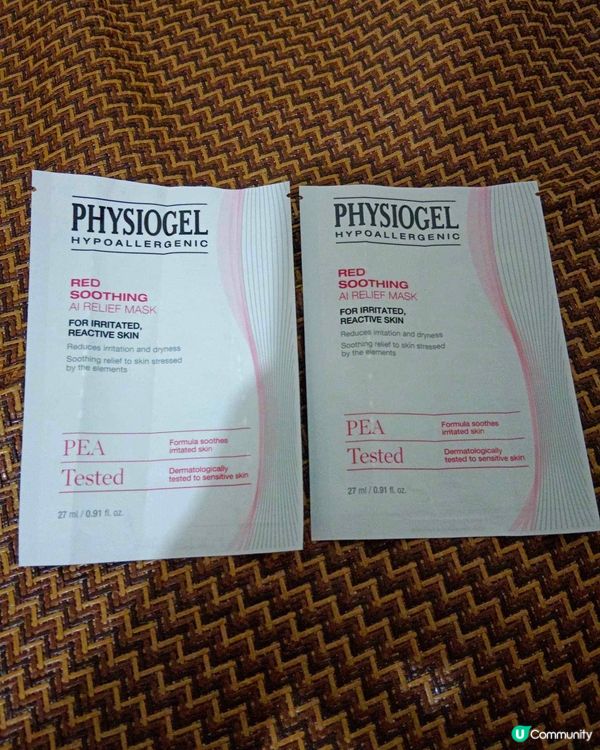 PHYSIOGEL
HYPOALLERGENIC
RED
SOOTHING
AI RELIEF MASK
FOR IRRITATED,
REACTIVE SKIN
Reduces irritation and dryness
Soothing relief to skin stressed
by the elements
PEA
Formula soothes
irritated skin
Tested
Dermatologically
tested to sensitive skin
27 ml / 0.91 fl. oz.
PHYSIOGEL
HYPOALLERGENIC
RED
SOOTHING
AI RELIEF MASK
FOR IRRITATED,
REACTIVE SKIN
Reduces irritation and dryness
Soothing relief to skin stressed
by the elements
PEA
Formula soothes
irritated skin
Tested
Dermatologically
tested to sensitive skin
27 ml / 0.91 fl. oz.
U Community